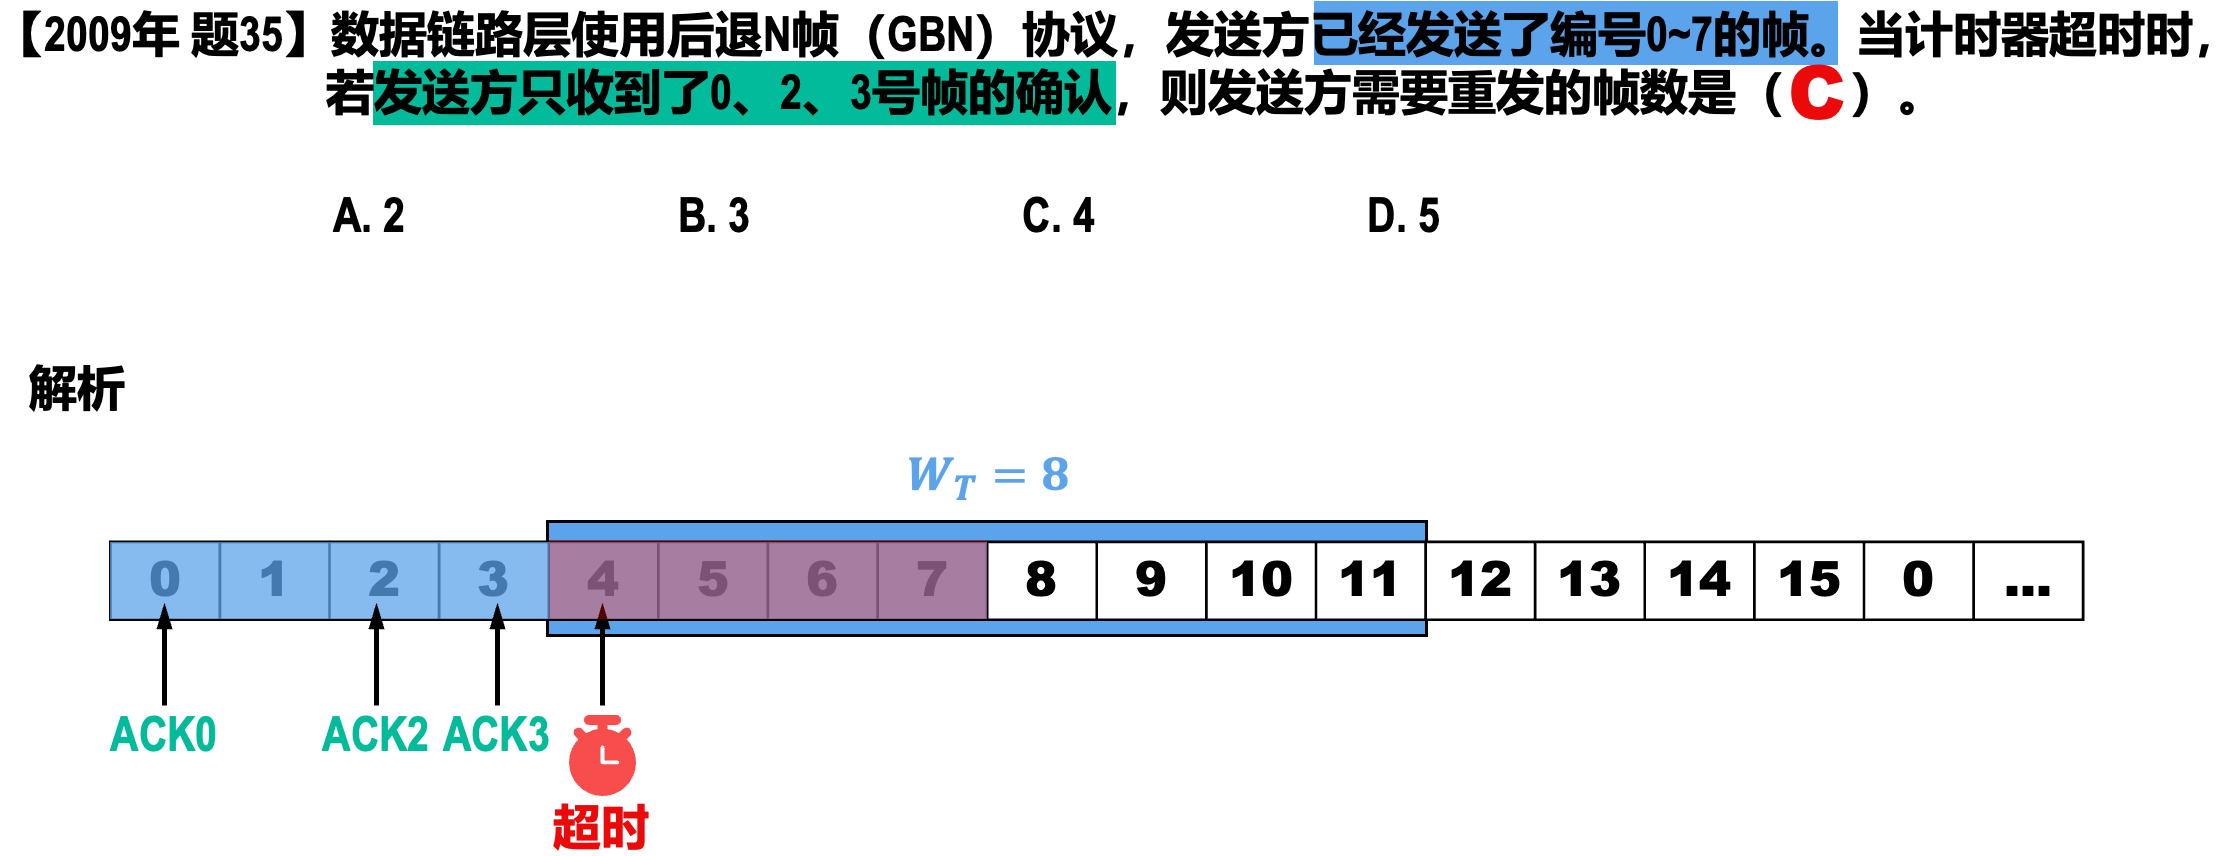 【2009年 题35】数据链路层使用后退N帧（GBN）协议，发送方已经发送了编号0~7的帧。当计时器超时时，
若发送方只收到了0、2、3号帧的确认，则发送方需要重发的帧数是（C）。
A. 2 B. 3 C. 4 D. 5
解析
W_T = 8
0 1 2 3 4 5 6 7 8 9 10 11 12 13 14 15 0 ...
ACK0 ACK2 ACK3
超时